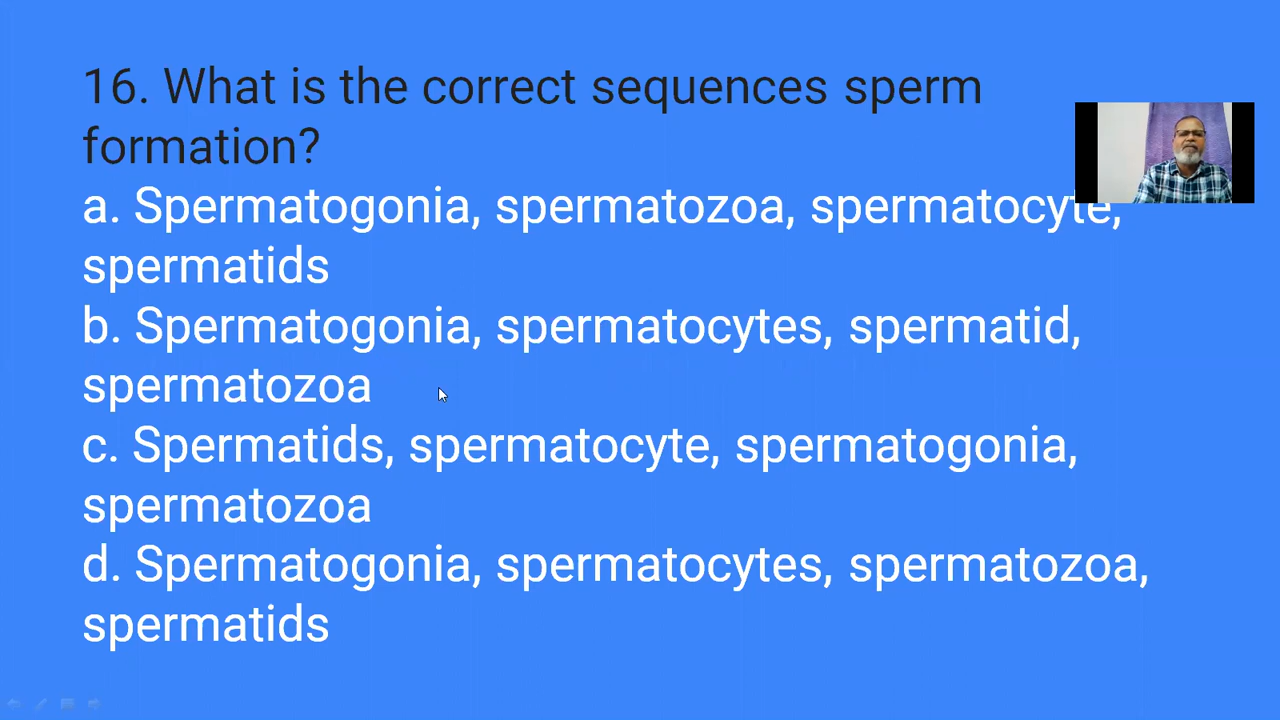 16. What is the correct sequences sperm
formation?
a. Spermatogonia, spermatozoa, spermatocyte,
spermatids
b. Spermatogonia, spermatocytes, spermatid,
spermatozoa
c. Spermatids, spermatocyte, spermatogonia,
spermatozoa
d. Spermatogonia, spermatocytes, spermatozoa,
spermatids